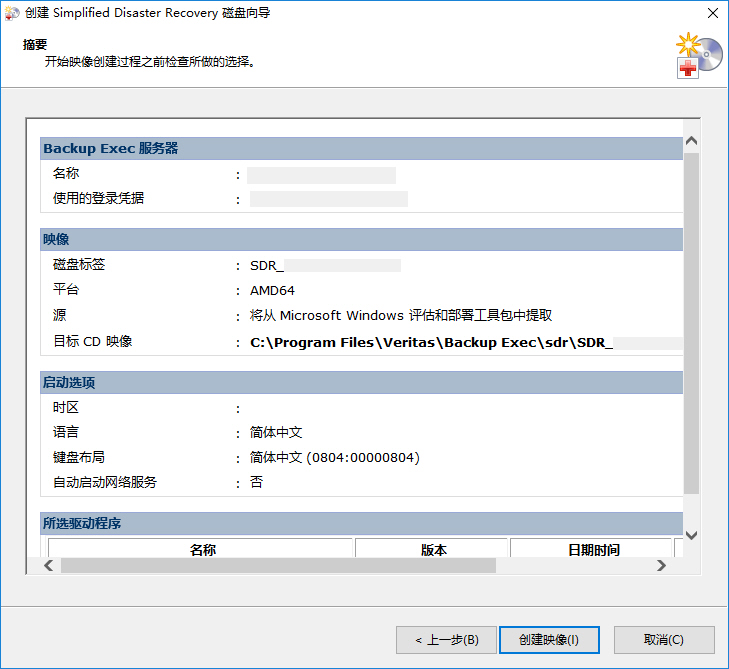 创建 Simplified Disaster Recovery 磁盘向导
摘要
开始映像创建过程之前检查所做的选择。
Backup Exec 服务器
名称 :
使用的登录凭据 :
映像
磁盘标签 : SDR_
平台 : AMD64
源 : 将从 Microsoft Windows 评估和部署工具包中提取
目标 CD 映像 : C:\Program Files\Veritas\Backup Exec\sdr\SDR_
启动选项
时区 :
语言 : 简体中文
键盘布局 : 简体中文 (0804:00000804)
自动启动网络服务 : 否
所选驱动程序
名称 版本 日期时间
< 上一步(B) 创建映像(I) 取消(C)